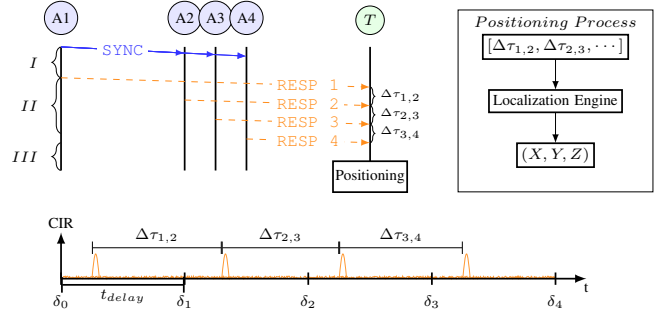 A1 A2 A3 A4 T
Positioning Process
[Δτ1,2, Δτ2,3, ⋯]
I
SYNC
RESP 1
Δτ1,2
II
RESP 2
Δτ2,3
Localization Engine
RESP 3
Δτ3,4
III
RESP 4
(X, Y, Z)
Positioning
CIR
Δτ1,2 Δτ2,3 Δτ3,4
t
δ0 tdelay δ1 δ2 δ3 δ4